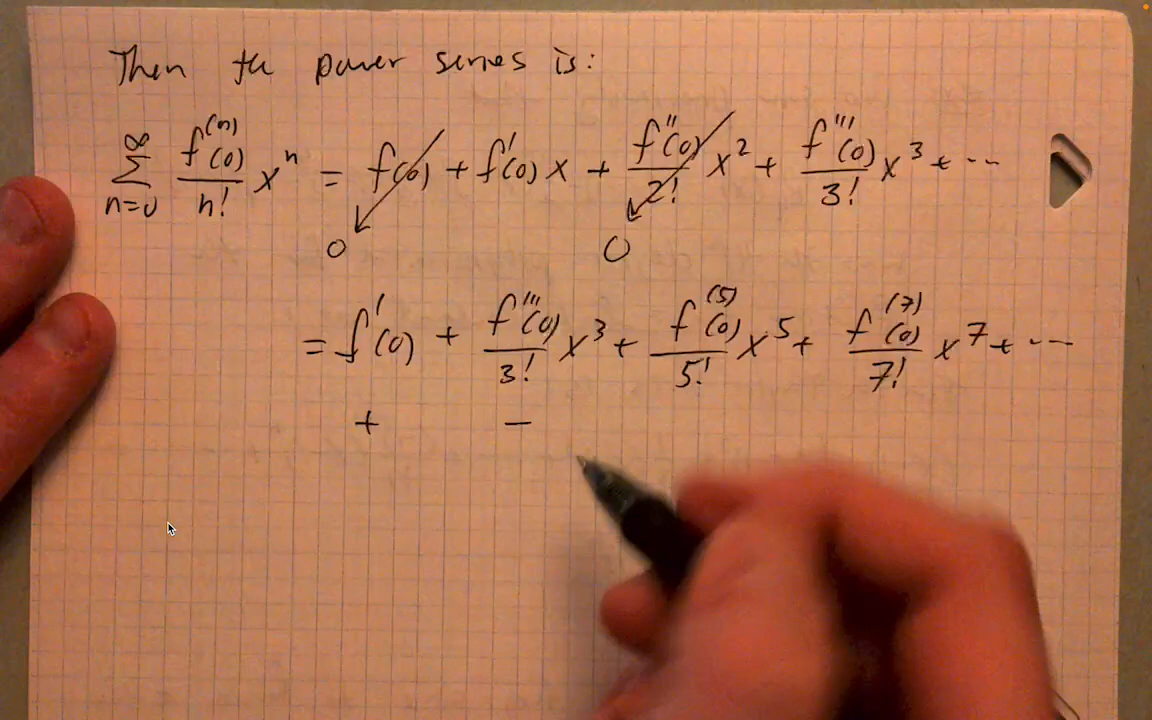 Then the power series is:
∑_{n=0}^{∞} f^{(n)}(0)/n! x^n = f(0) + f'(0)x + f''(0)/2! x^2 + f'''(0)/3! x^3 + ...
0 0
= f'(0) + f'''(0)/3! x^3 + f^{(5)}(0)/5! x^5 + f^{(7)}(0)/7! x^7 + ...
+ −